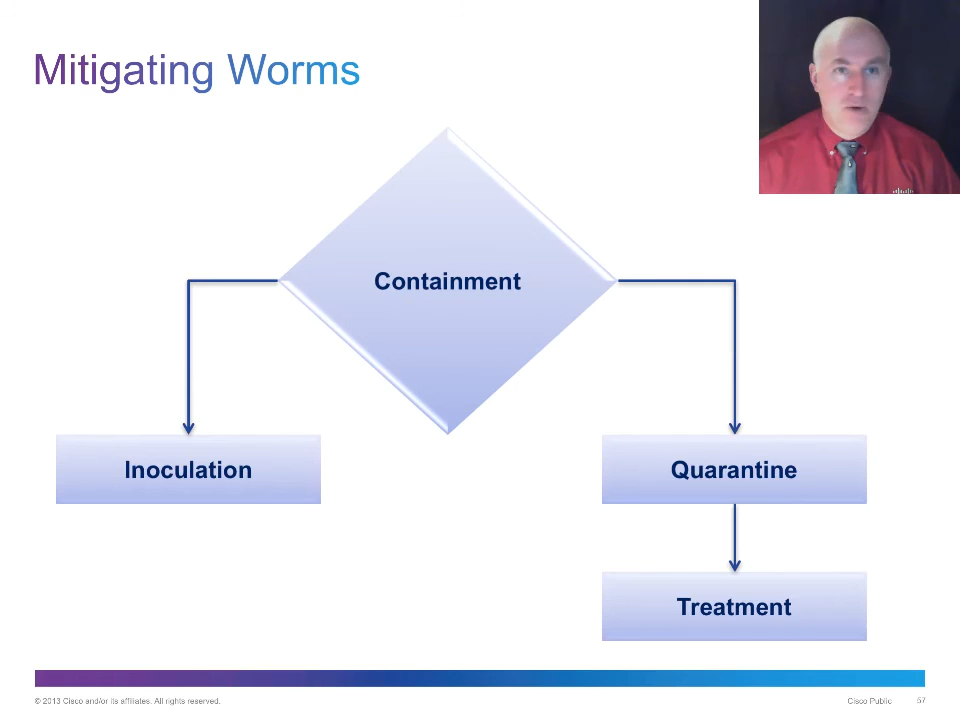 Mitigating Worms
Containment
Inoculation
Quarantine
Treatment
© 2013 Cisco and/or its affiliates. All rights reserved.
Cisco Public
57